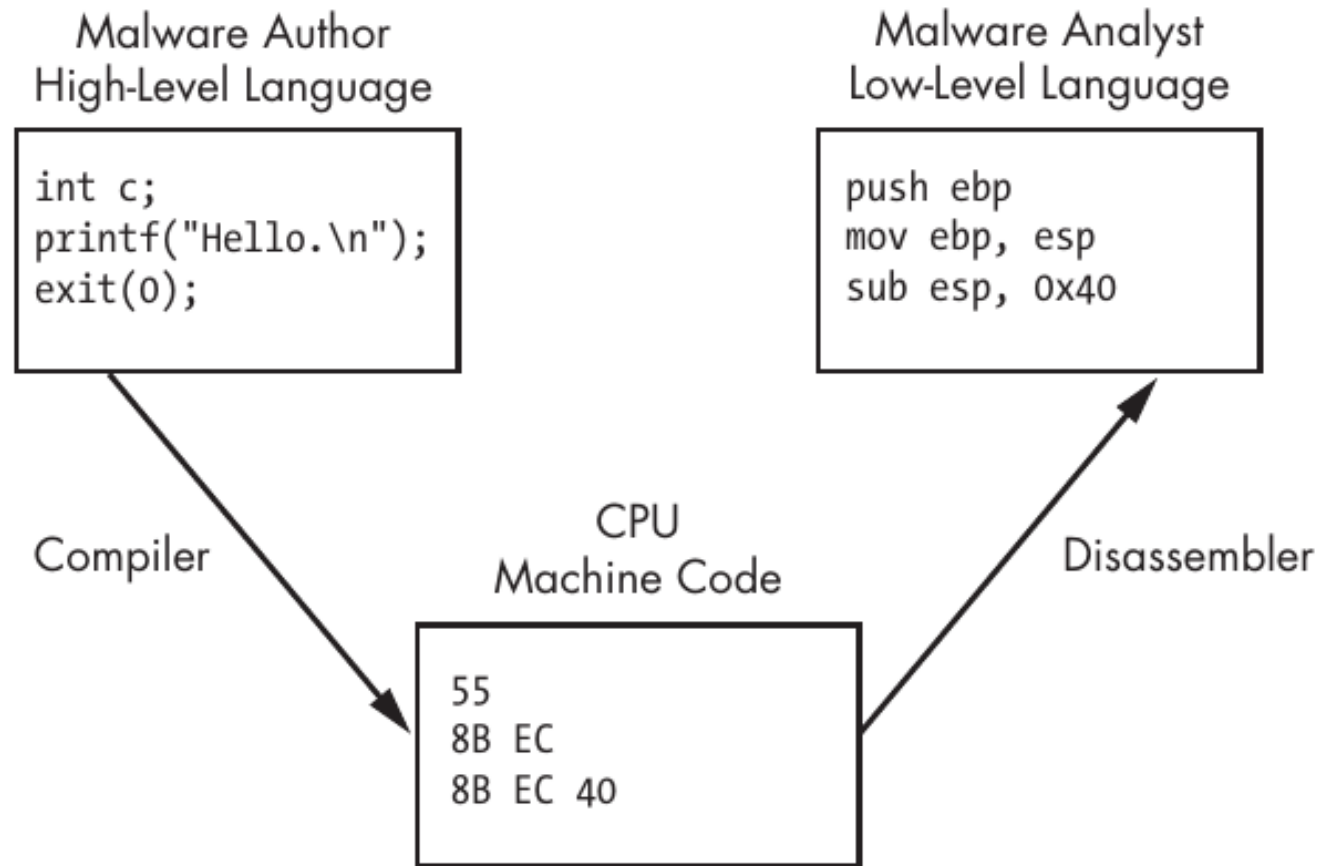 Malware Author
High-Level Language
int c;
printf("Hello.\n");
exit(0);
Malware Analyst
Low-Level Language
push ebp
mov ebp, esp
sub esp, 0x40
Compiler
CPU
Machine Code
55
8B EC
8B EC 40
Disassembler